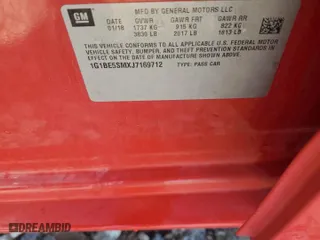 GM
MFD BY GENERAL MOTORS LLC
DATE GVWR GAWR FRT GAWR RR
01/18 1737 KG 915 KG 822 KG
3830 LB 2017 LB 1813 LB
THIS VEHICLE CONFORMS TO ALL APPLICABLE U.S. FEDERAL MOTOR
VEHICLE SAFETY, BUMPER, AND THEFT PREVENTION STANDARDS IN
EFFECT ON THE DATE OF MANUFACTURE SHOWN ABOVE.
1G1BE5SMXJ7169712 TYPE: PASS CAR
DREAMBID